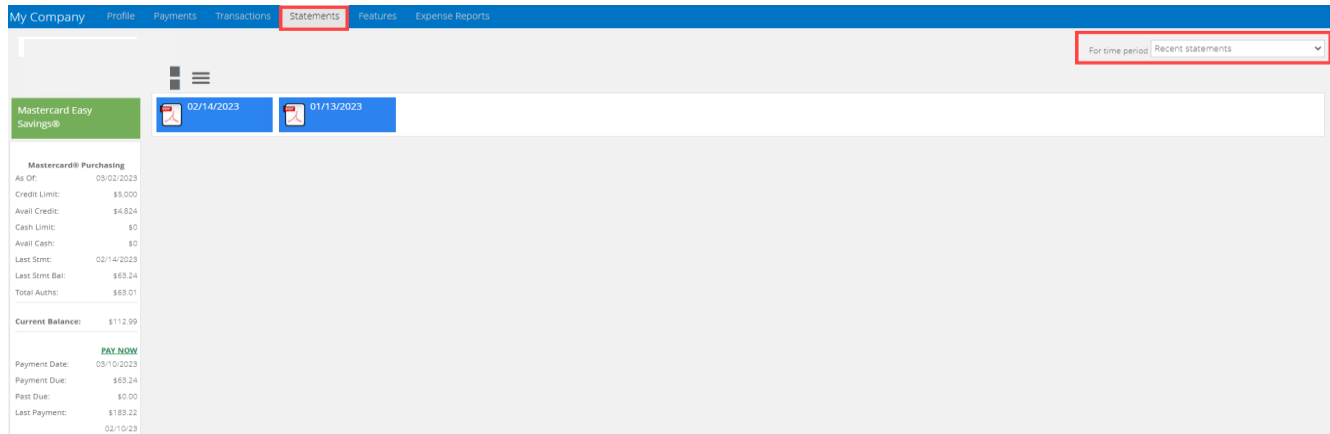 My Company Profile Payments Transactions Statements Features Expense Reports
For time period Recent statements
Mastercard Easy
Savings®
PDF 02/14/2023 PDF 01/13/2023
Mastercard® Purchasing
As Of: 03/02/2023
Credit Limit: $5,000
Avail Credit: $4,824
Cash Limit: $0
Avail Cash: $0
Last Stmt: 02/14/2023
Last Stmt Bal: $63.24
Total Auths: $63.01
Current Balance: $112.99
PAY NOW
Payment Date: 03/10/2023
Payment Due: $63.24
Past Due: $0.00
Last Payment: $183.22
02/10/23